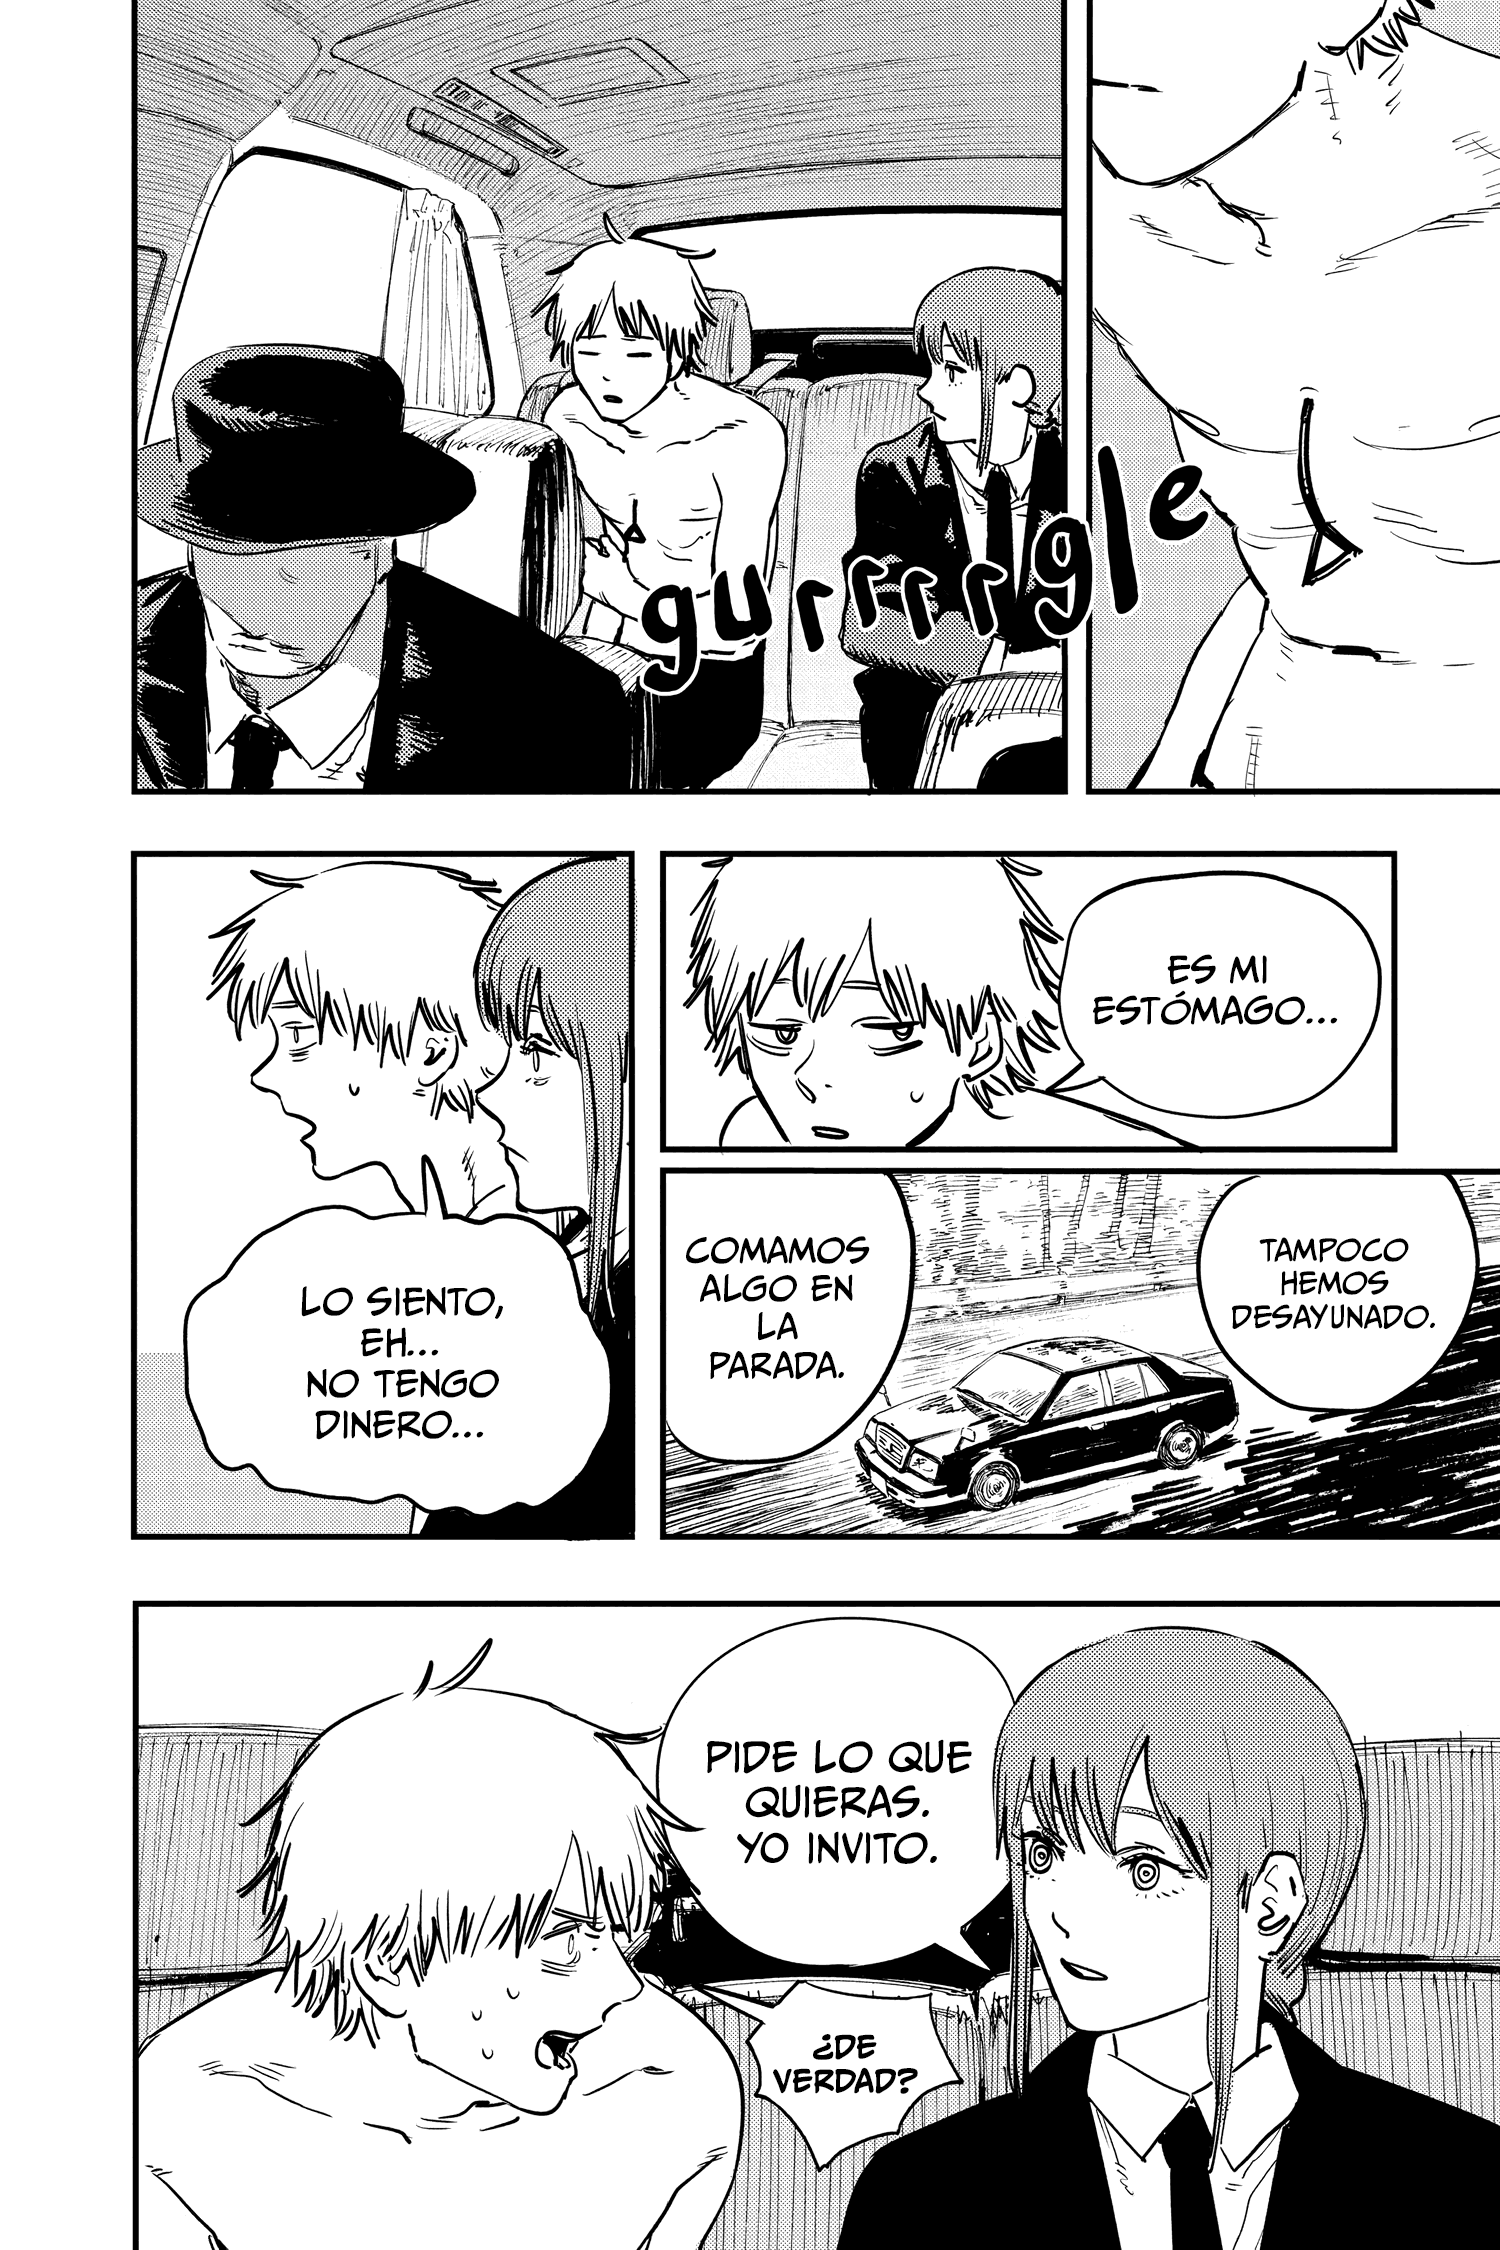 gurrrrgle
ES MI
ESTÓMAGO...
TAMPOCO
HEMOS
DESAYUNADO.
COMAMOS
ALGO EN
LA
PARADA.
LO SIENTO,
EH...
NO TENGO
DINERO...
PIDE LO QUE
QUIERAS.
YO INVITO.
¿DE
VERDAD?